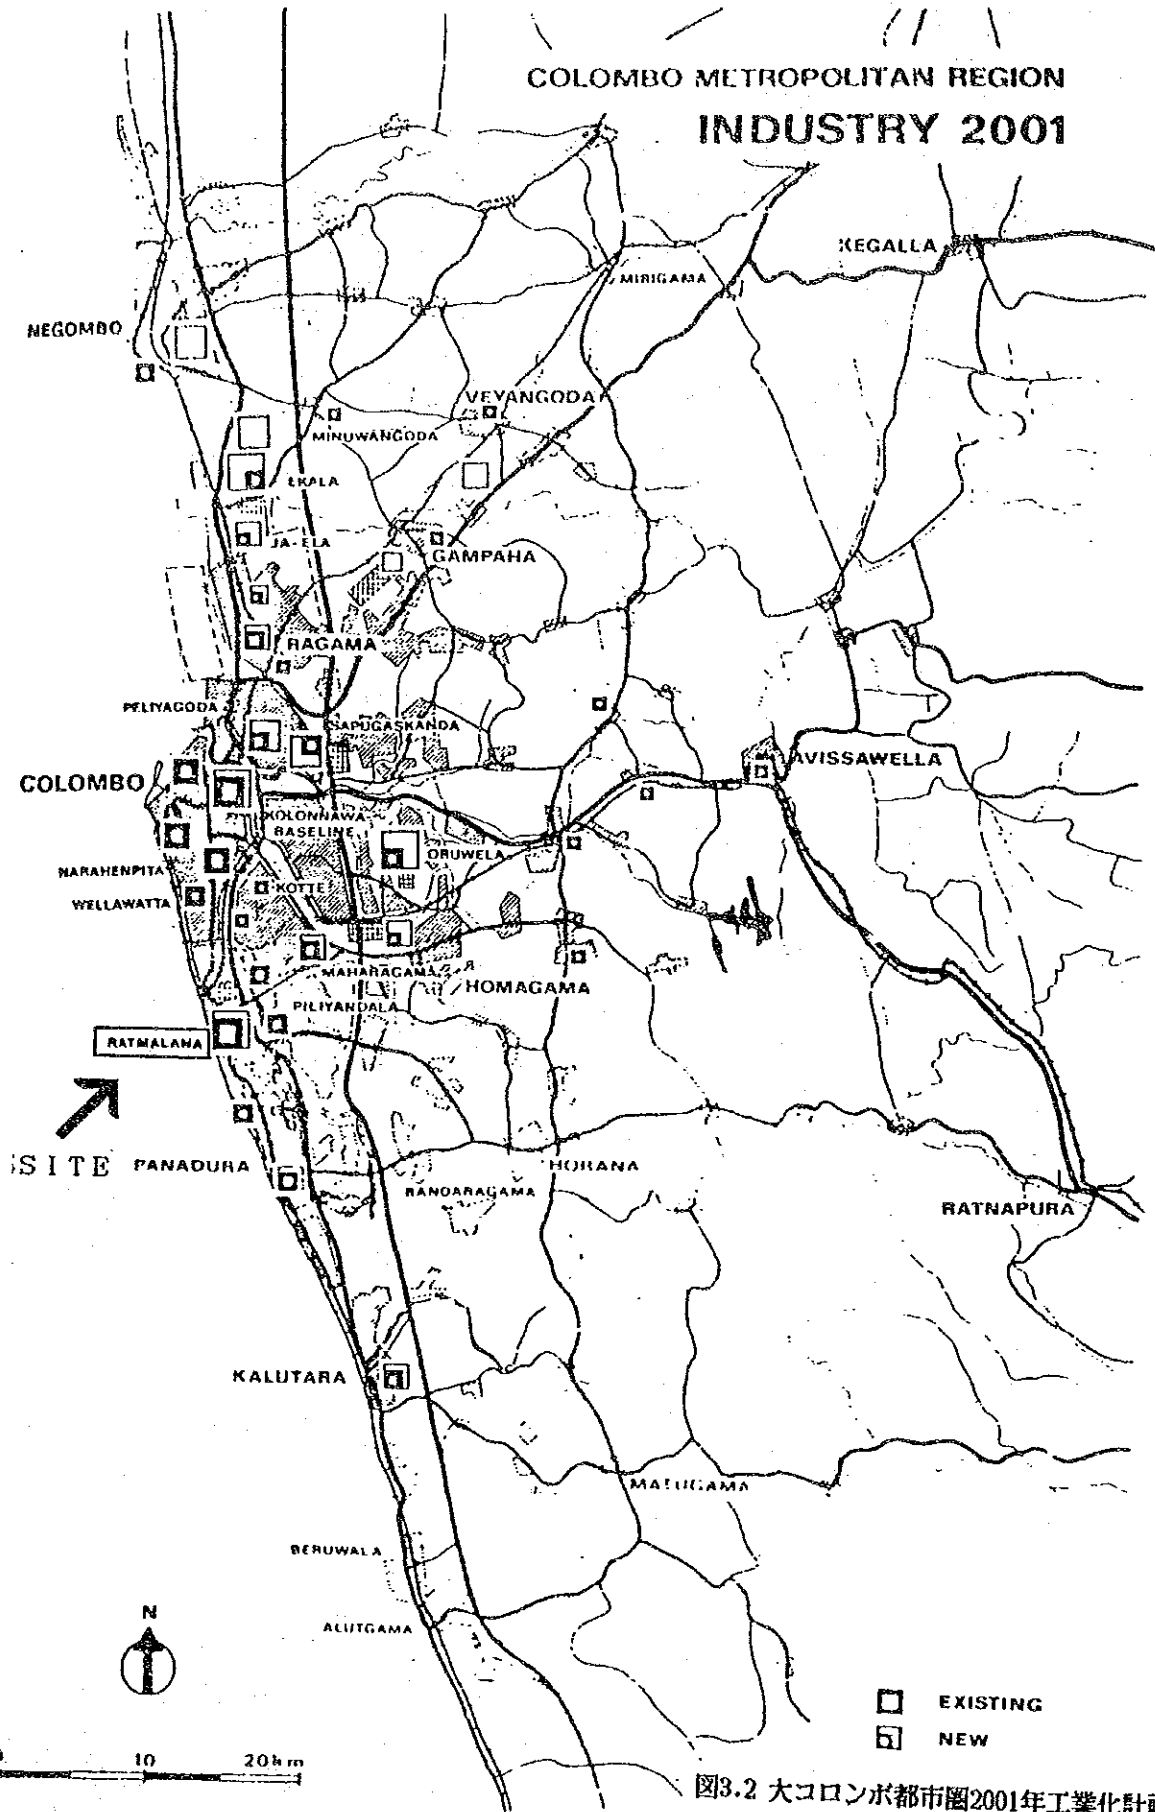 COLOMBO METROPOLITAN REGION
INDUSTRY 2001
KEGALLA
MIRIGAMA
NEGOMBO
VEYANGODA
MINUWANGODA
EKALA
JA-ELA
GAMPAHA
RAGAMA
PELIYAGODA
SAPUGASKANDA
AVISSAWELLA
COLOMBO
KOLONNAWA
BASELINE
ORUWELA
NARAHENPITA
KOTTE
WELLAWATTA
MAHARAGAMA
HOMAGAMA
PILIYANDALA
RATMALANA
SITE
PANADURA
HORANA
BANDARAGAMA
RATNAPURA
KALUTARA
MATUGAMA
BERUWALA
ALUTGAMA
N
EXISTING
NEW
10 20km
図3.2 大コロンボ都市圏2001年工業化計